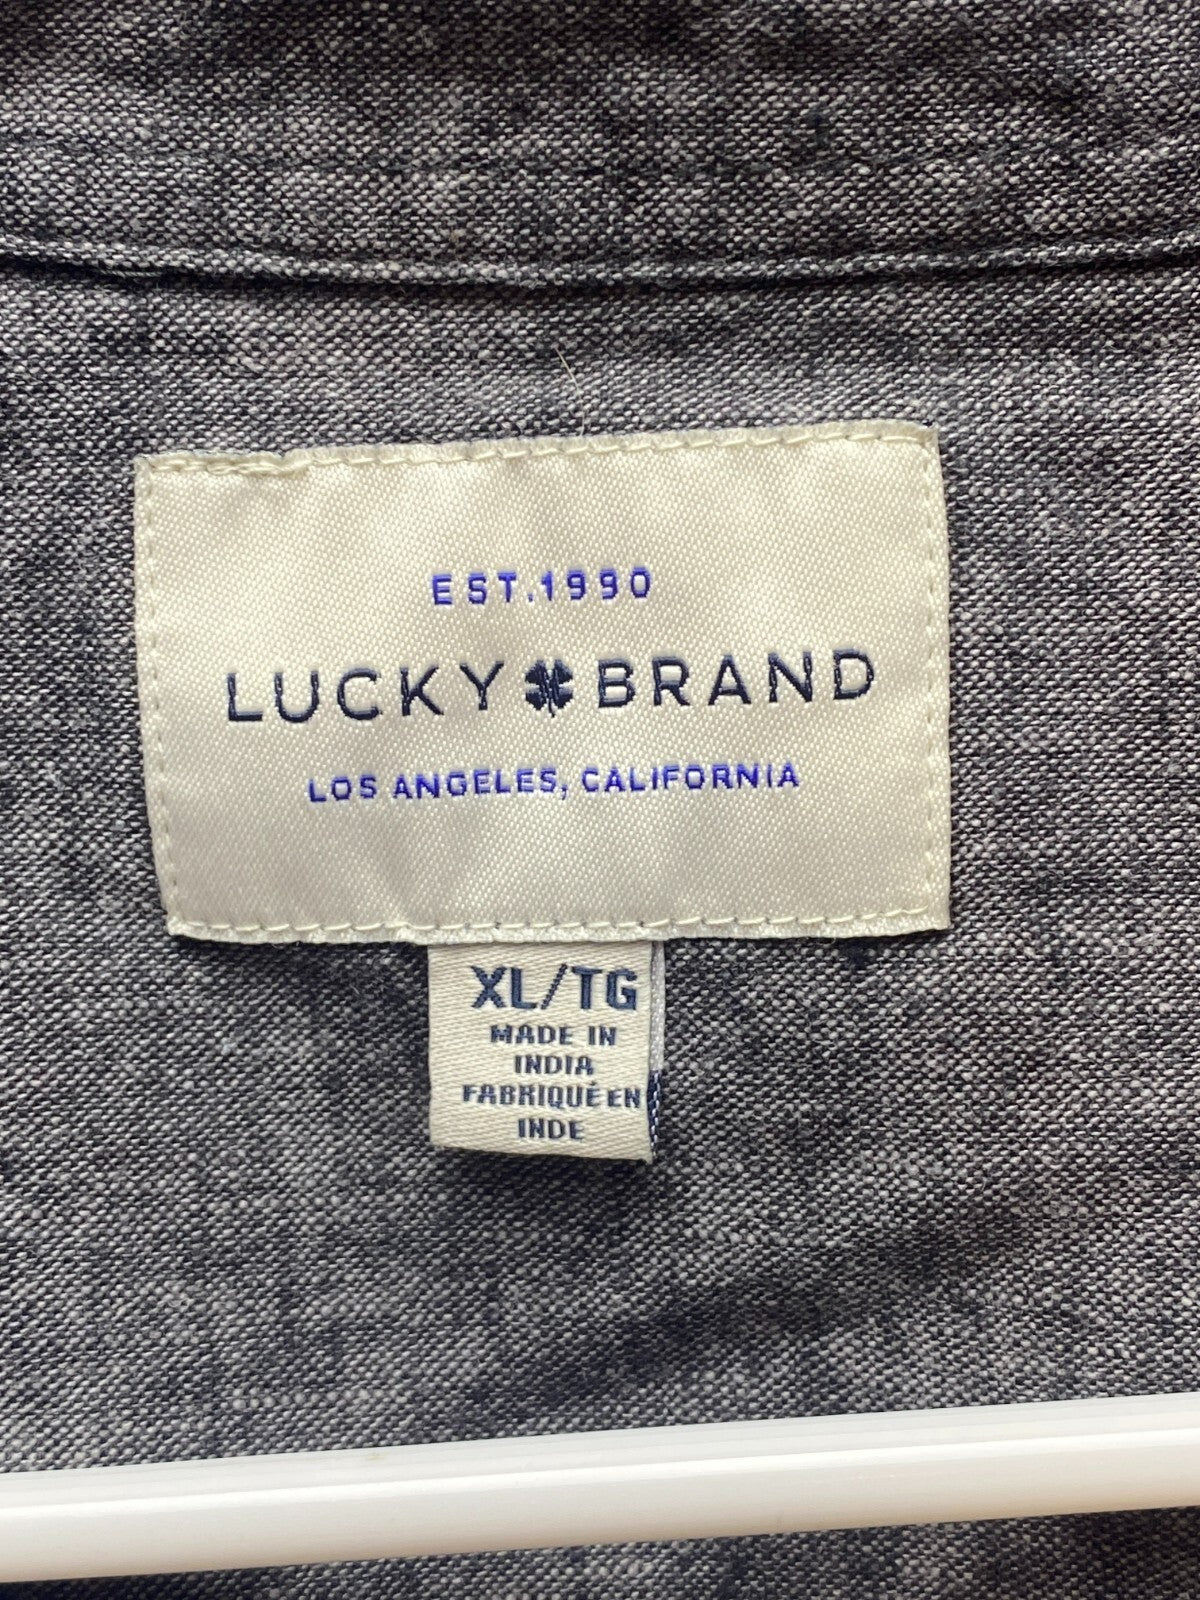 EST.1990
LUCKY BRAND
LOS ANGELES, CALIFORNIA
XL/TG
MADE IN
INDIA
FABRIQUÉ EN
INDE